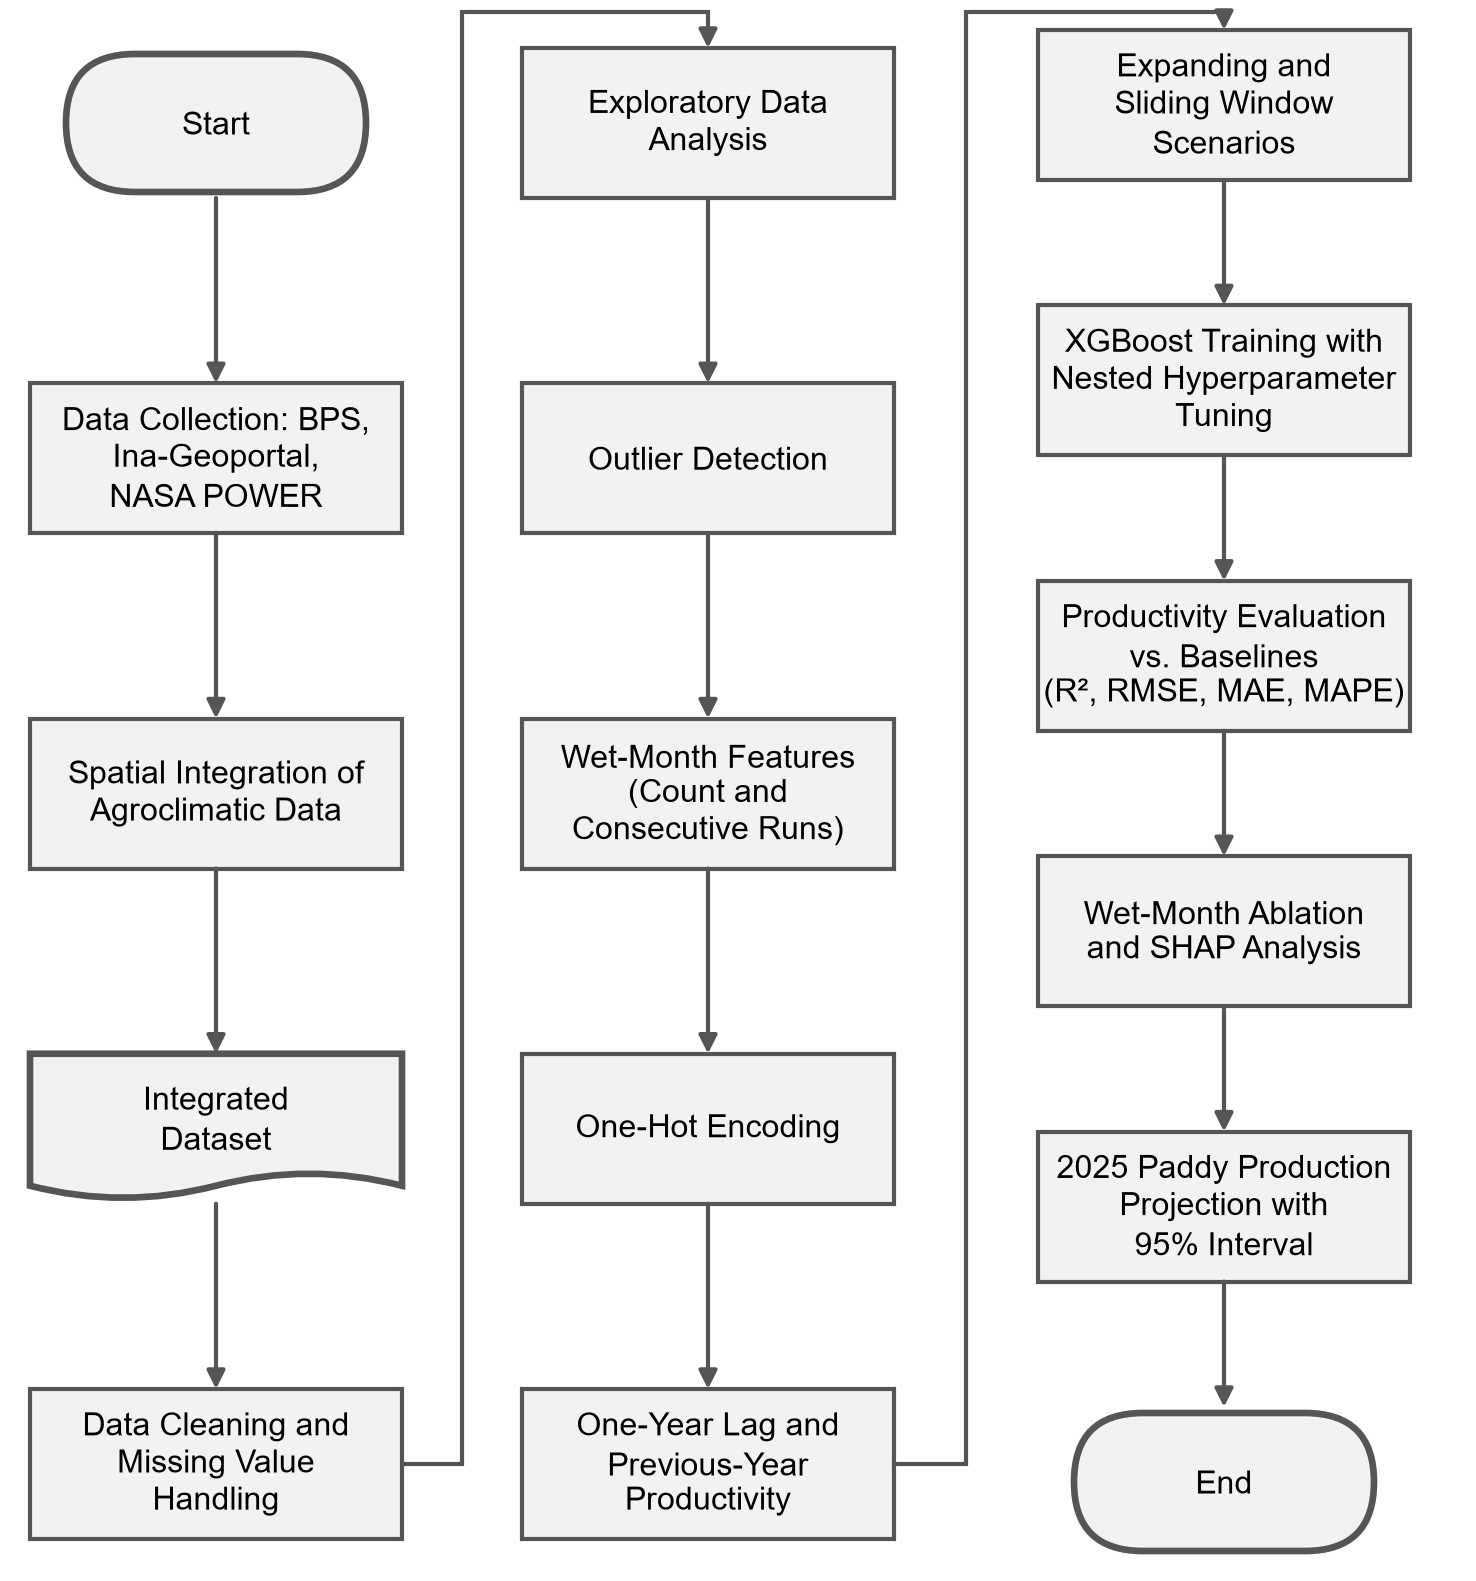 Start
Data Collection: BPS,
Ina-Geoportal,
NASA POWER
Spatial Integration of
Agroclimatic Data
Integrated
Dataset
Data Cleaning and
Missing Value
Handling
Exploratory Data
Analysis
Outlier Detection
Wet-Month Features
(Count and
Consecutive Runs)
One-Hot Encoding
One-Year Lag and
Previous-Year
Productivity
Expanding and
Sliding Window
Scenarios
XGBoost Training with
Nested Hyperparameter
Tuning
Productivity Evaluation
vs. Baselines
(R², RMSE, MAE, MAPE)
Wet-Month Ablation
and SHAP Analysis
2025 Paddy Production
Projection with
95% Interval
End